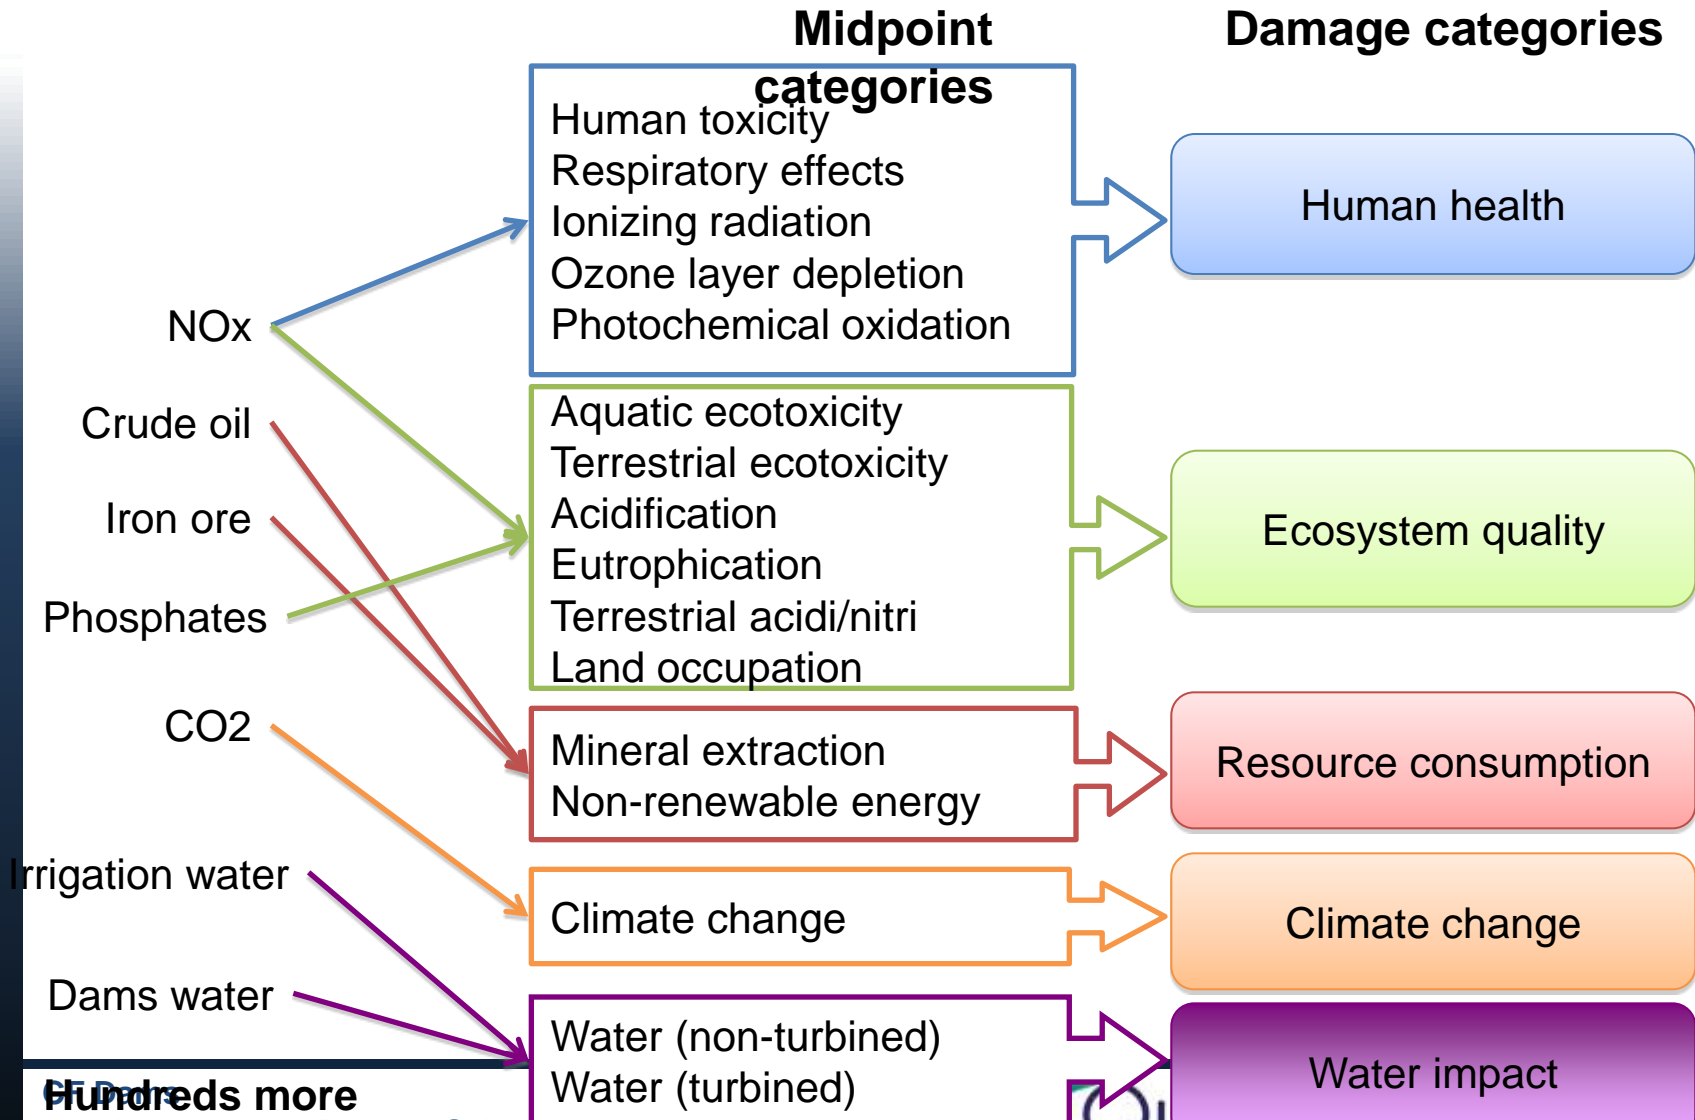 Midpoint
categories
Damage categories
Human toxicity
Respiratory effects
Ionizing radiation
Ozone layer depletion
Photochemical oxidation
Human health
NOx
Crude oil
Iron ore
Phosphates
CO2
Irrigation water
Dams water
Aquatic ecotoxicity
Terrestrial ecotoxicity
Acidification
Eutrophication
Terrestrial acidi/nitri
Land occupation
Ecosystem quality
Mineral extraction
Non-renewable energy
Resource consumption
Climate change
Climate change
Water (non-turbined)
Water (turbined)
Water impact
Hundreds more